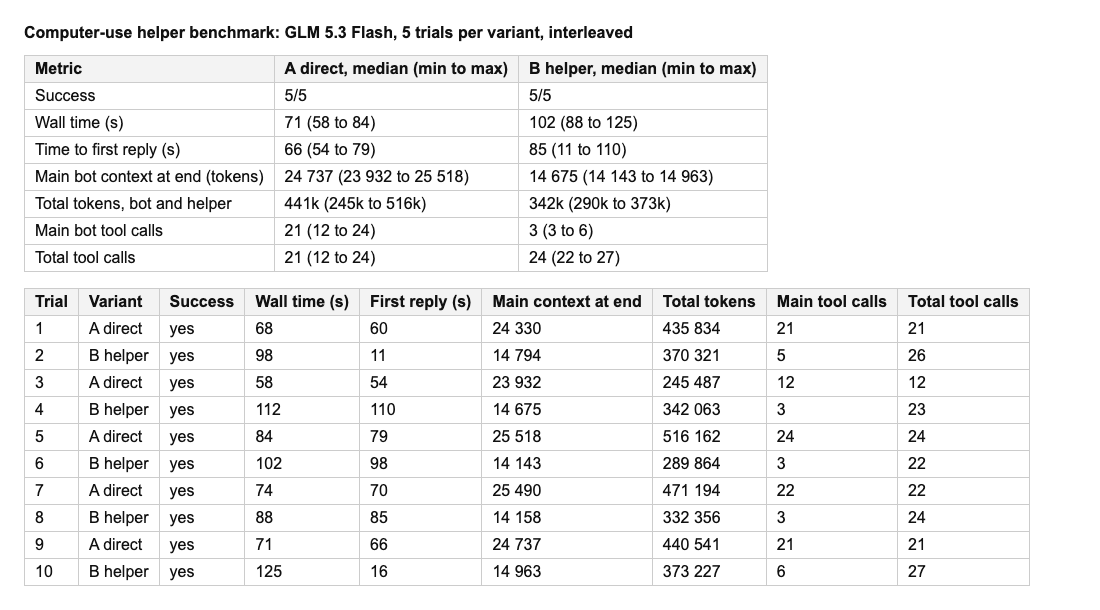 Computer-use helper benchmark: GLM 5.3 Flash, 5 trials per variant, interleaved
Metric A direct, median (min to max) B helper, median (min to max)
Success 5/5 5/5
Wall time (s) 71 (58 to 84) 102 (88 to 125)
Time to first reply (s) 66 (54 to 79) 85 (11 to 110)
Main bot context at end (tokens) 24 737 (23 932 to 25 518) 14 675 (14 143 to 14 963)
Total tokens, bot and helper 441k (245k to 516k) 342k (290k to 373k)
Main bot tool calls 21 (12 to 24) 3 (3 to 6)
Total tool calls 21 (12 to 24) 24 (22 to 27)
Trial Variant Success Wall time (s) First reply (s) Main context at end Total tokens Main tool calls Total tool calls
1 A direct yes 68 60 24 330 435 834 21 21
2 B helper yes 98 11 14 794 370 321 5 26
3 A direct yes 58 54 23 932 245 487 12 12
4 B helper yes 112 110 14 675 342 063 3 23
5 A direct yes 84 79 25 518 516 162 24 24
6 B helper yes 102 98 14 143 289 864 3 22
7 A direct yes 74 70 25 490 471 194 22 22
8 B helper yes 88 85 14 158 332 356 3 24
9 A direct yes 71 66 24 737 440 541 21 21
10 B helper yes 125 16 14 963 373 227 6 27